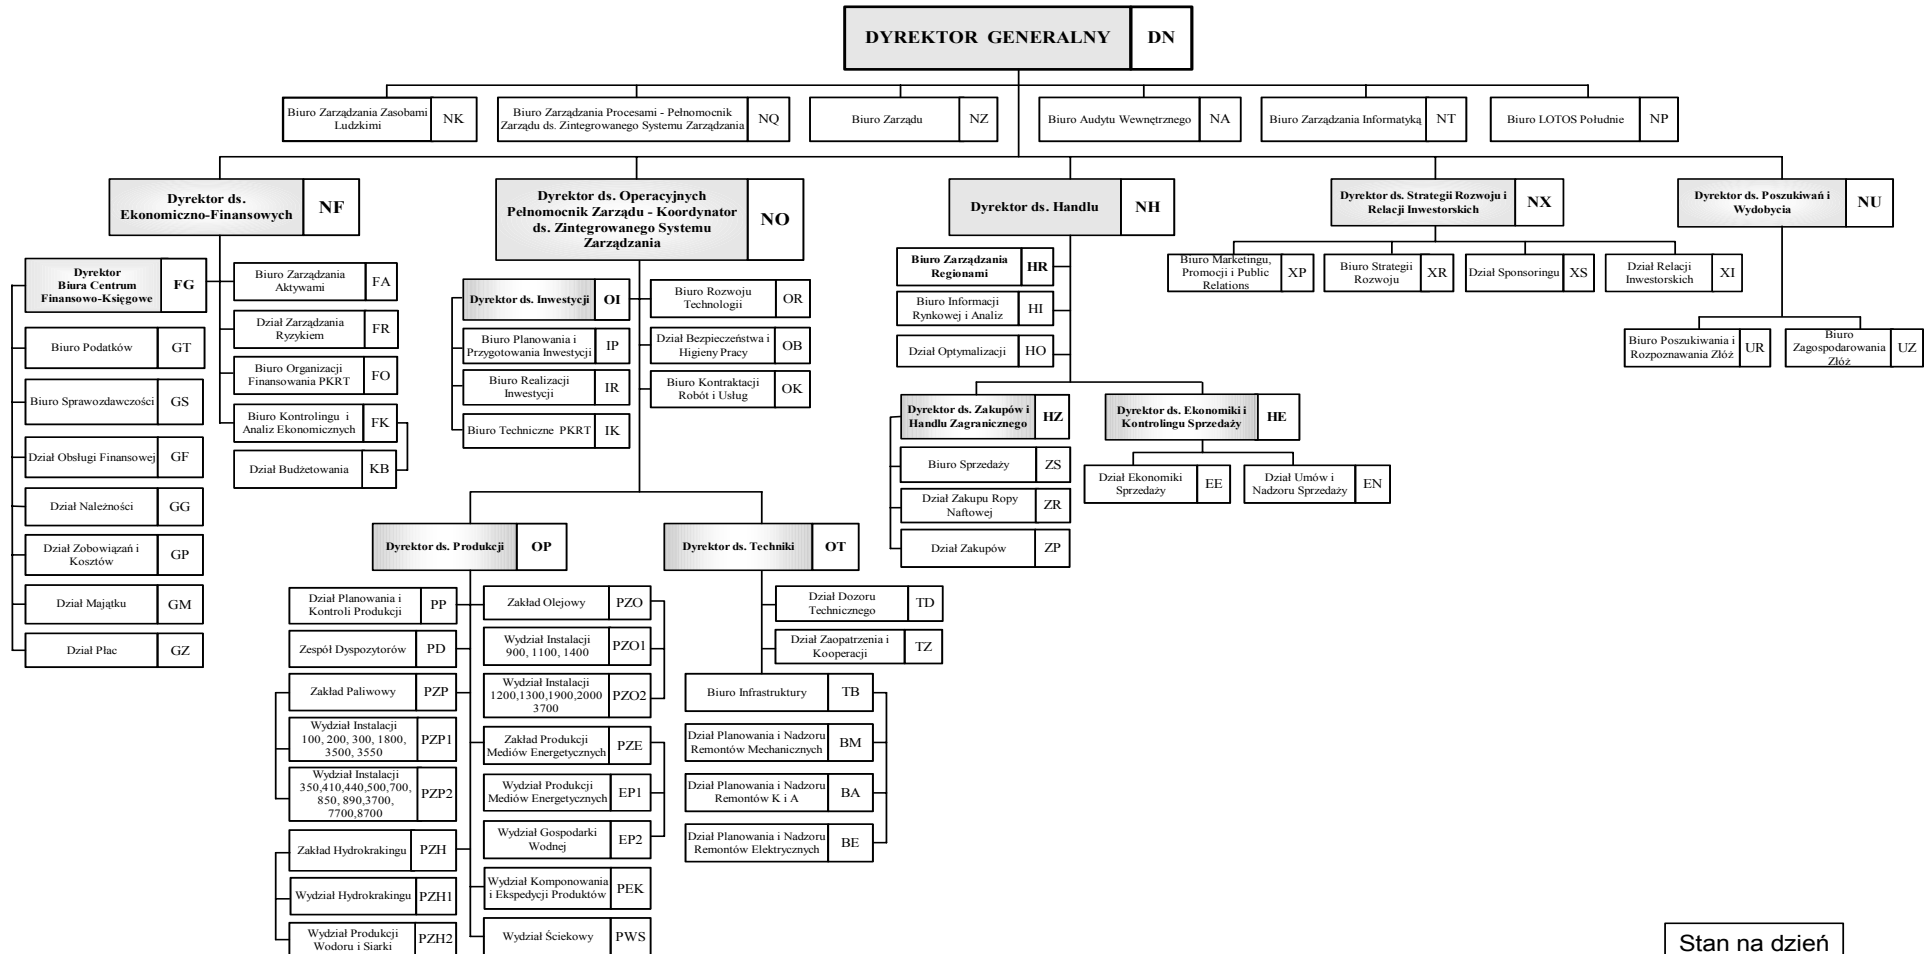 DYREKTOR GENERALNY DN
Biuro Zarządzania Zasobami
Ludzkimi
NK
Biuro Zarządzania Procesami - Pełnomocnik
Zarządu ds. Zintegrowanego Systemu Zarządzania
NQ
Biuro Zarządu NZ
Biuro Audytu Wewnętrznego NA
Biuro Zarządzania Informatyką NT
Biuro LOTOS Południe NP
Dyrektor ds.
Ekonomiczno-Finansowych
NF
Dyrektor ds. Operacyjnych
Pełnomocnik Zarządu - Koordynator
ds. Zintegrowanego Systemu
Zarządzania
NO
Dyrektor ds. Handlu NH
Dyrektor ds. Strategii Rozwoju i
Relacji Inwestorskich
NX
Dyrektor ds. Poszukiwań i
Wydobycia
NU
Dyrektor
Biura Centrum
Finansowo-Księgowe
FG
Biuro Podatków GT
Biuro Sprawozdawczości GS
Dział Obsługi Finansowej GF
Dział Należności GG
Dział Zobowiązań i
Kosztów
GP
Dział Majątku GM
Dział Płac GZ
Biuro Zarządzania
Aktywami
FA
Dział Zarządzania
Ryzykiem
FR
Biuro Organizacji
Finansowania PKRT
FO
Biuro Kontrolingu i
Analiz Ekonomicznych
FK
Dział Budżetowania KB
Dyrektor ds. Inwestycji OI
Biuro Planowania i
Przygotowania Inwestycji
IP
Biuro Realizacji
Inwestycji
IR
Biuro Techniczne PKRT IK
Biuro Rozwoju
Technologii
OR
Dział Bezpieczeństwa i
Higieny Pracy
OB
Biuro Kontraktacji
Robót i Usług
OK
Biuro Zarządzania
Regionami
HR
Biuro Informacji
Rynkowej i Analiz
HI
Dział Optymalizacji HO
Dyrektor ds. Zakupów i
Handlu Zagranicznego
HZ
Biuro Sprzedaży ZS
Dział Zakupu Ropy
Naftowej
ZR
Dział Zakupów ZP
Dyrektor ds. Ekonomiki i
Kontrolingu Sprzedaży
HE
Dział Ekonomiki
Sprzedaży
EE
Dział Umów i
Nadzoru Sprzedaży
EN
Biuro Marketingu,
Promocji i Public
Relations
XP
Biuro Strategii
Rozwoju
XR
Dział Sponsoringu XS
Dział Relacji
Inwestorskich
XI
Biuro Poszukiwania i
Rozpoznawania Złóż
UR
Biuro
Zagospodarowania
Złóż
UZ
Dyrektor ds. Produkcji OP
Dyrektor ds. Techniki OT
Dział Planowania i
Kontroli Produkcji
PP
Zespół Dyspozytorów PD
Zakład Paliwowy PZP
Wydział Instalacji
100, 200, 300, 1800,
3500, 3550
PZP1
Wydział Instalacji
350,410,440,500,700,
850, 890,3700,
7700,8700
PZP2
Zakład Hydrokrakingu PZH
Wydział Hydrokrakingu PZH1
Wydział Produkcji
Wodoru i Siarki
PZH2
Zakład Olejowy PZO
Wydział Instalacji
900, 1100, 1400
PZO1
Wydział Instalacji
1200,1300,1900,2000
3700
PZO2
Zakład Produkcji
Mediów Energetycznych
PZE
Wydział Produkcji
Mediów Energetycznych
EP1
Wydział Gospodarki
Wodnej
EP2
Wydział Komponowania
i Ekspedycji Produktów
PEK
Wydział Ściekowy PWS
Dział Dozoru
Technicznego
TD
Dział Zaopatrzenia i
Kooperacji
TZ
Biuro Infrastruktury TB
Dział Planowania i Nadzoru
Remontów Mechanicznych
BM
Dział Planowania i Nadzoru
Remontów K i A
BA
Dział Planowania i Nadzoru
Remontów Elektrycznych
BE
Stan na dzień